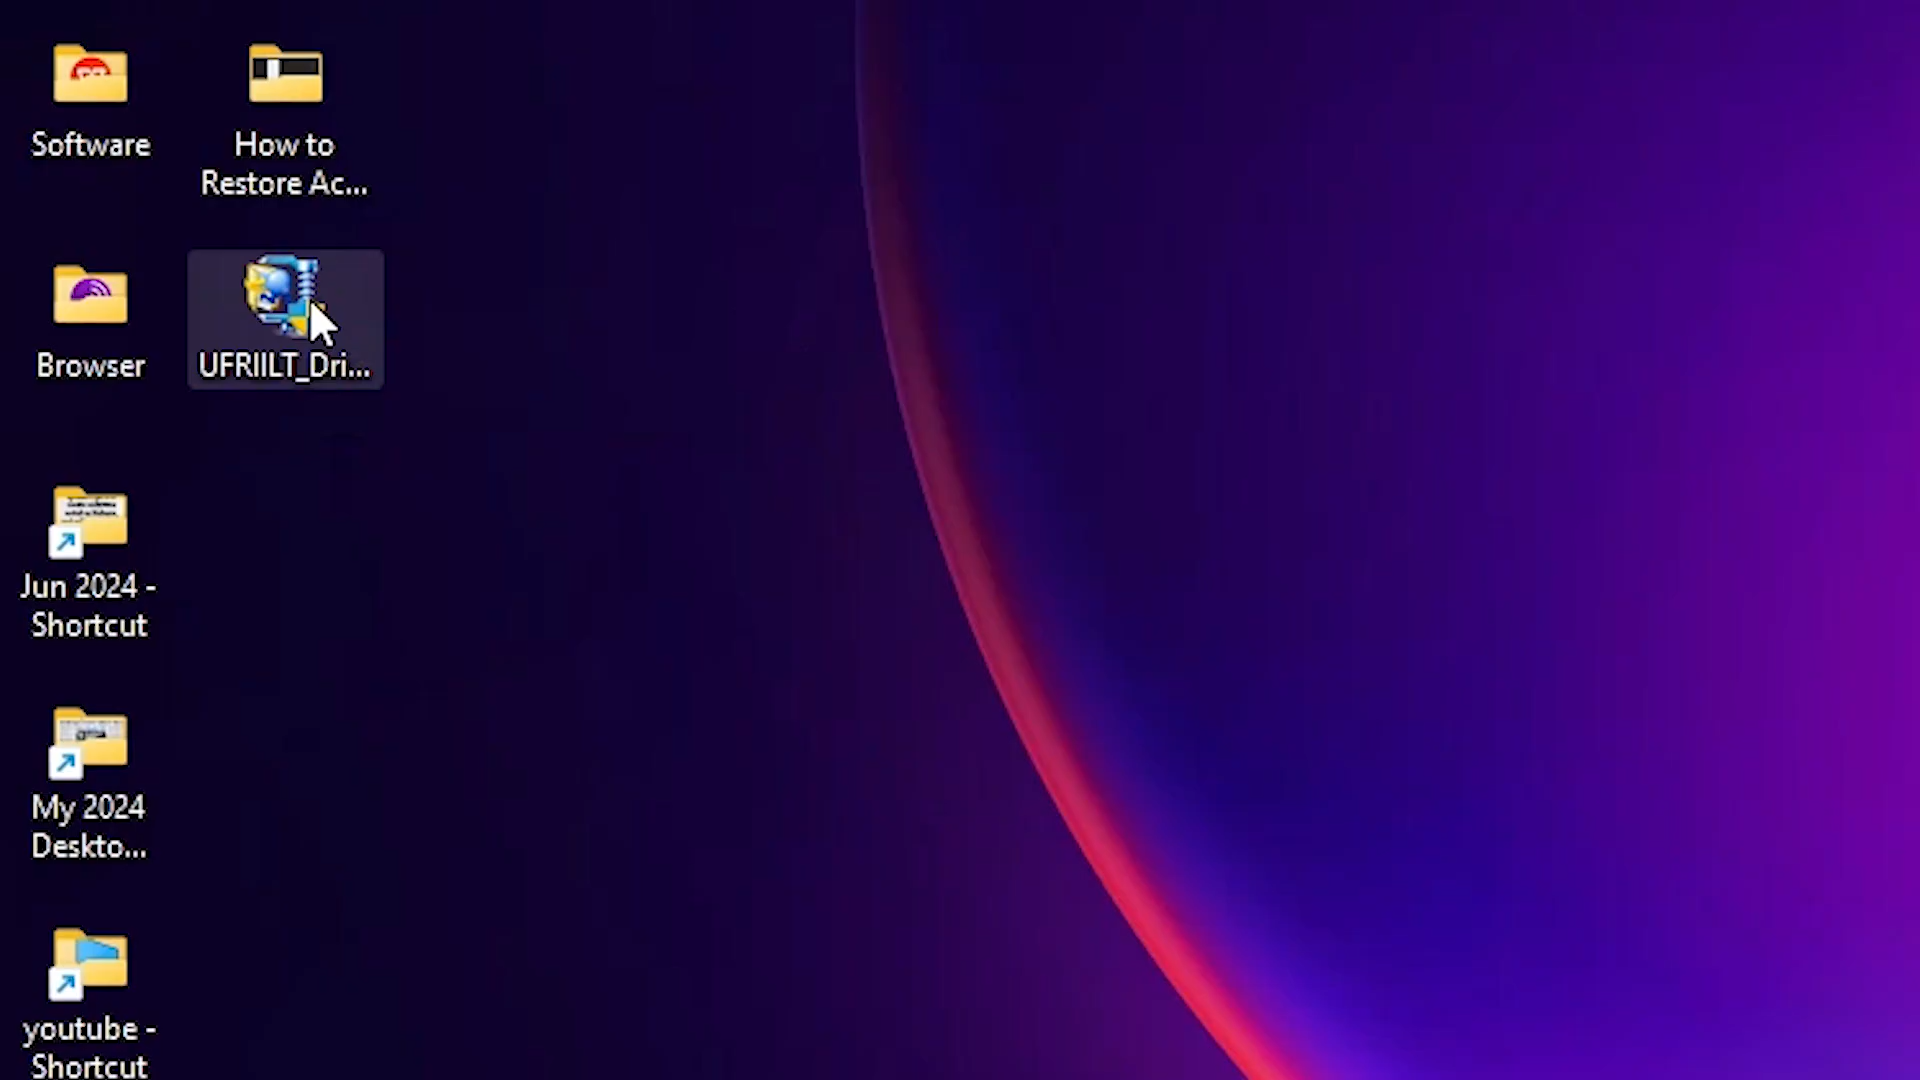 Software
How to
Restore Ac...
Browser
UFRIILT_Dri...
Jun 2024 -
Shortcut
My 2024
Deskto...
youtube -
Shortcut